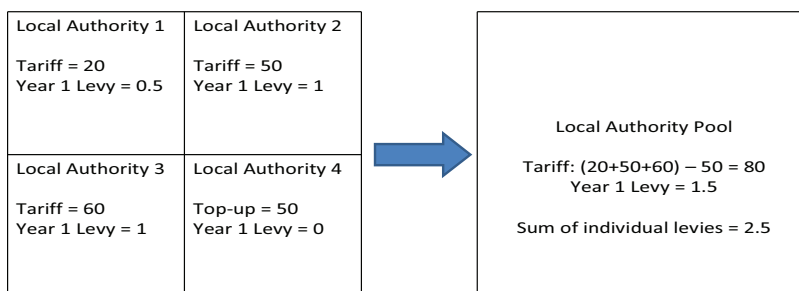 Local Authority 1
Tariff = 20
Year 1 Levy = 0.5
Local Authority 2
Tariff = 50
Year 1 Levy = 1
Local Authority 3
Tariff = 60
Year 1 Levy = 1
Local Authority 4
Top-up = 50
Year 1 Levy = 0
Local Authority Pool
Tariff: (20+50+60) – 50 = 80
Year 1 Levy = 1.5
Sum of individual levies = 2.5